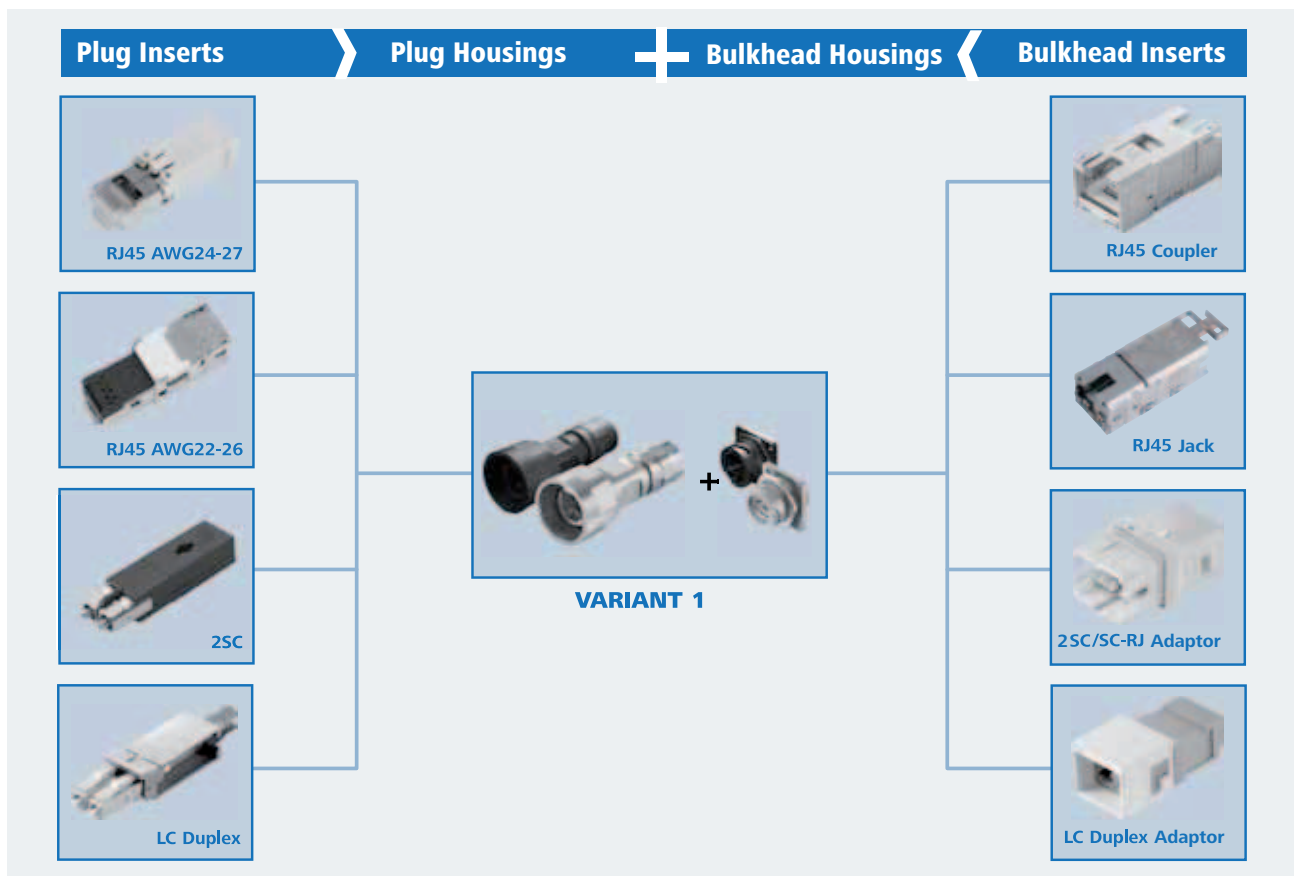 Plug Inserts
Plug Housings
Bulkhead Housings
Bulkhead Inserts
RJ45 AWG24-27
RJ45 Coupler
RJ45 AWG22-26
RJ45 Jack
+
VARIANT 1
2SC
2SC/SC-RJ Adaptor
LC Duplex
LC Duplex Adaptor